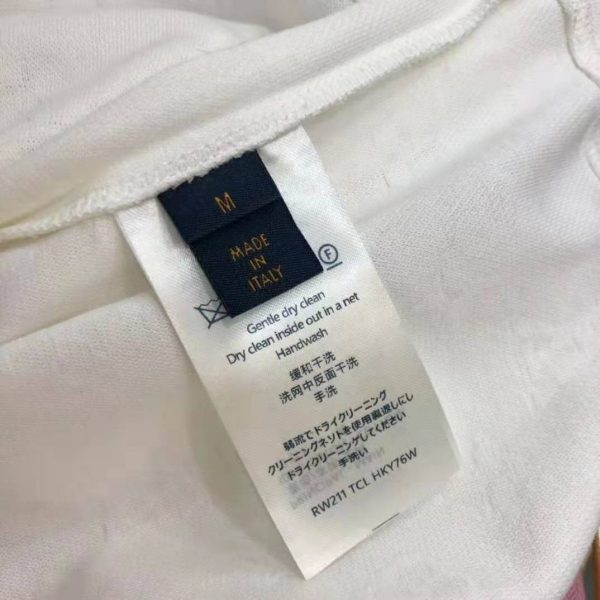 M
MADE
IN
ITALY
F
Gentle dry clean
Dry clean inside out in a net
Handwash
缓和干洗
洗网中反面干洗
手洗
弱流でドライクリーニング
クリーニングネットを使用裏返しにし
ドライクリーニングしてください
手洗い
RW211 TCL HKY76W